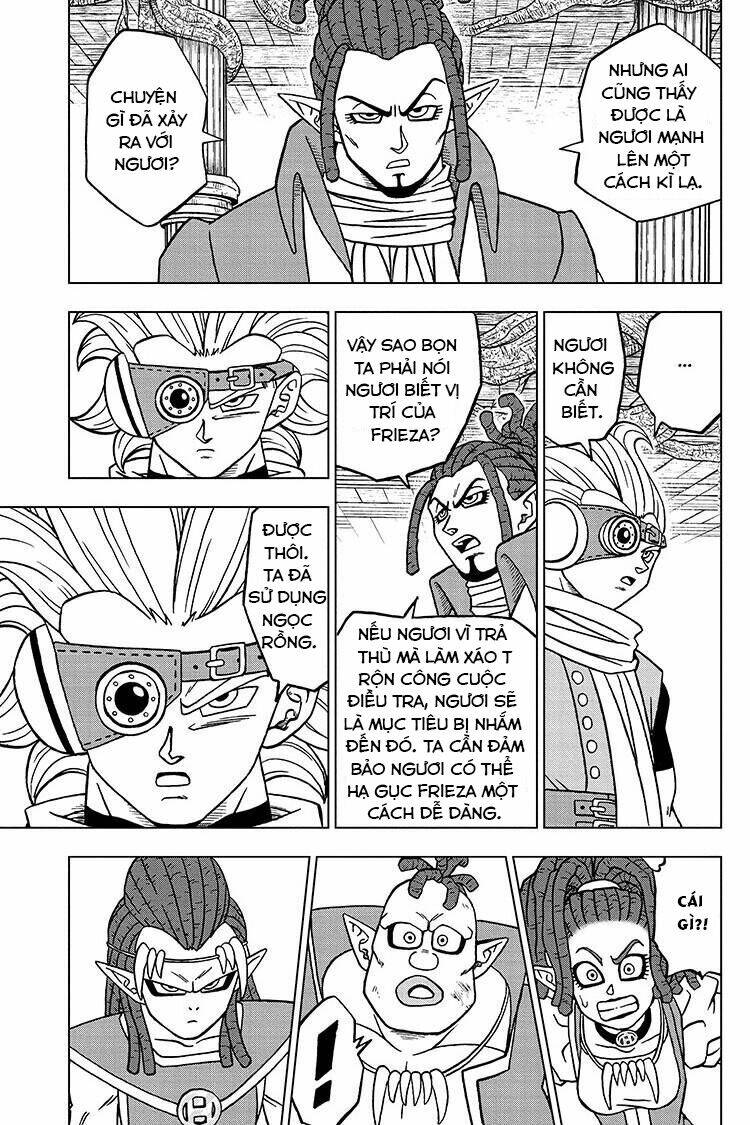 NHƯNG AI
CŨNG THẤY
ĐƯỢC LÀ
NGƯƠI MẠNH
LÊN MỘT
CÁCH KÌ LẠ.
CHUYỆN
GÌ ĐÃ XẢY
RA VỚI
NGƯƠI?
...
NGƯƠI
KHÔNG
CẦN
BIẾT.
VẬY SAO BỌN
TA PHẢI NÓI
NGƯƠI BIẾT VỊ
TRÍ CỦA
FRIEZA?
NẾU NGƯƠI VÌ TRẢ
THÙ MÀ LÀM XÁO T
RỘN CÔNG CUỘC
ĐIỀU TRA, NGƯƠI SẼ
LÀ MỤC TIÊU BỊ NHẮM
ĐẾN ĐÓ. TA CẦN ĐẢM
BẢO NGƯƠI CÓ THỂ
HẠ GỤC FRIEZA MỘT
CÁCH DỄ DÀNG.
ĐƯỢC
THÔI.
TA ĐÃ
SỬ DỤNG
NGỌC
RỒNG.
CÁI
GÌ?!
!